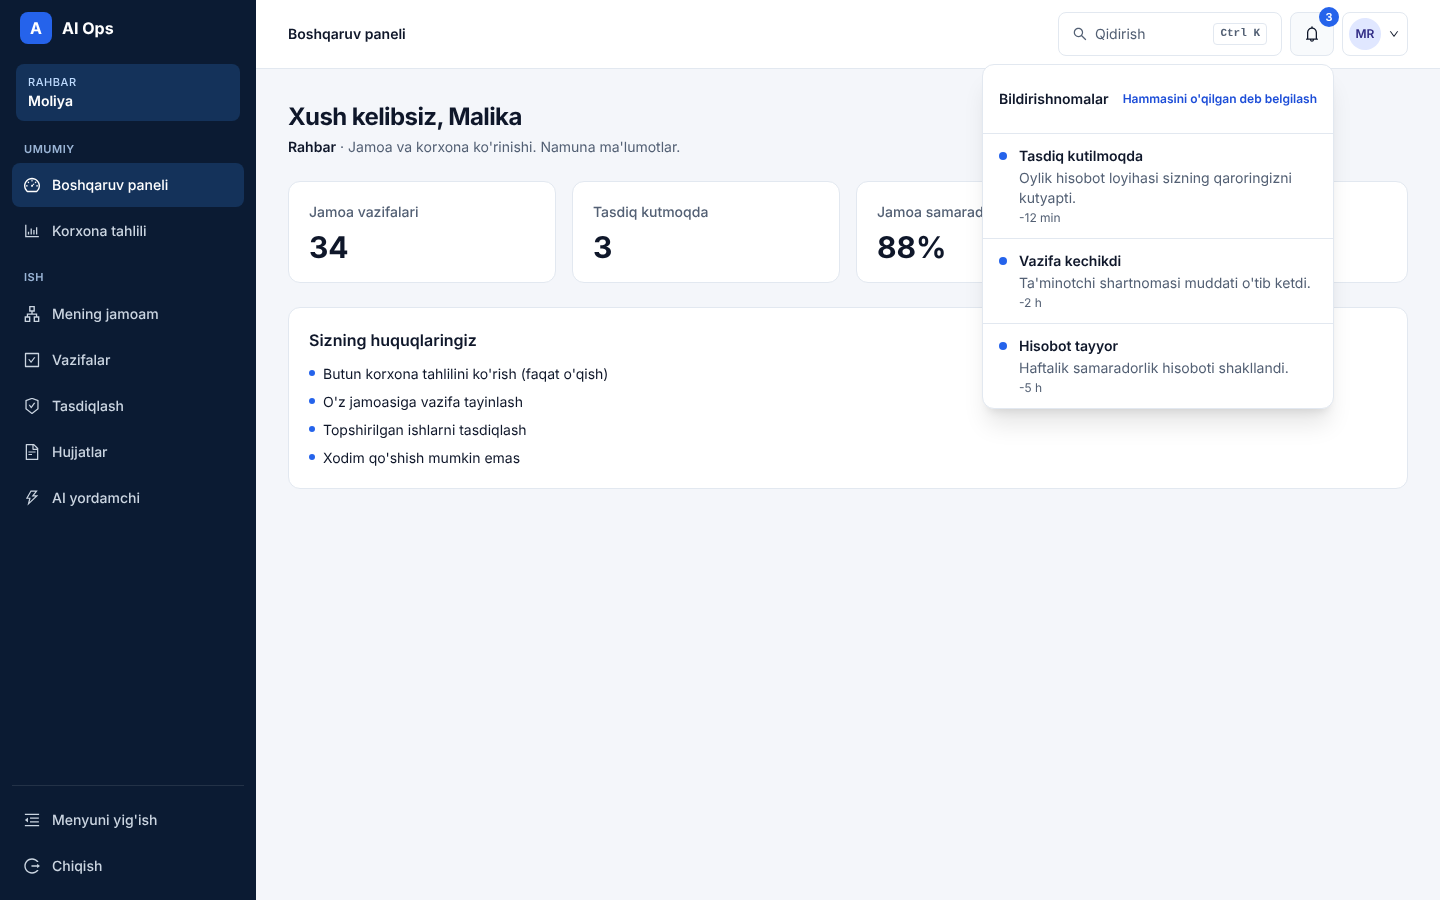 A AI Ops
RAHBAR
Moliya
UMUMIY
Boshqaruv paneli
Korxona tahlili
ISH
Mening jamoam
Vazifalar
Tasdiqlash
Hujjatlar
AI yordamchi
Menyuni yig'ish
Chiqish
Boshqaruv paneli
Qidirish Ctrl K
3
MR
Xush kelibsiz, Malika
Rahbar · Jamoa va korxona ko'rinishi. Namuna ma'lumotlar.
Jamoa vazifalari
34
Tasdiq kutmoqda
3
Jamoa samarad
88%
Sizning huquqlaringiz
Butun korxona tahlilini ko'rish (faqat o'qish)
O'z jamoasiga vazifa tayinlash
Topshirilgan ishlarni tasdiqlash
Xodim qo'shish mumkin emas
Bildirishnomalar Hammasini o'qilgan deb belgilash
Tasdiq kutilmoqda
Oylik hisobot loyihasi sizning qaroringizni
kutyapti.
-12 min
Vazifa kechikdi
Ta'minotchi shartnomasi muddati o'tib ketdi.
-2 h
Hisobot tayyor
Haftalik samaradorlik hisoboti shakllandi.
-5 h